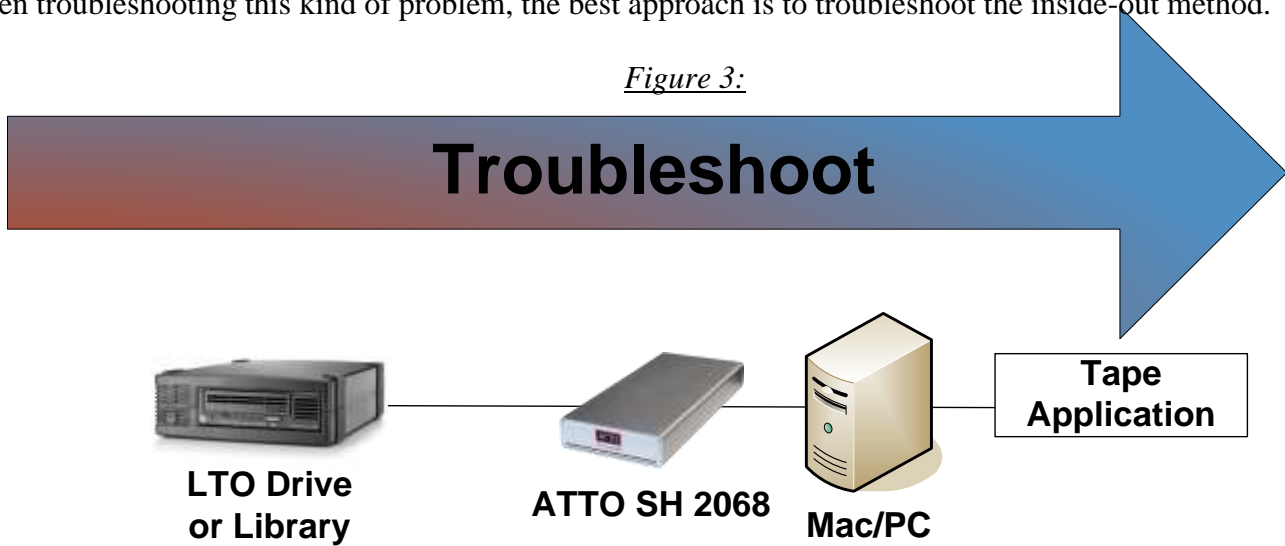 en troubleshooting this kind of problem, the best approach is to troubleshoot the inside-out method.
Figure 3:
Troubleshoot
LTO Drive
or Library
ATTO SH 2068
Mac/PC
Tape
Application